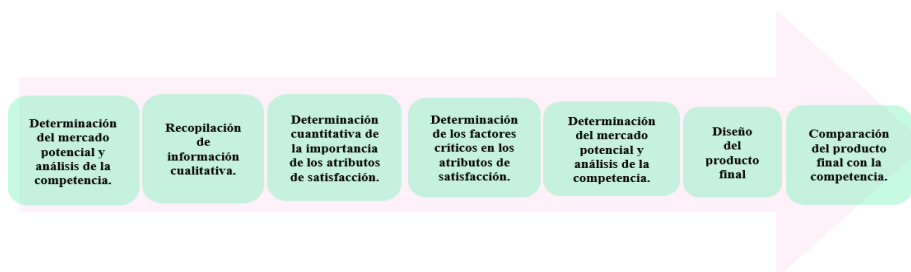 Determinación
del mercado
potencial y
análisis de la
competencia.
Recopilación
de
información
cualitativa.
Determinación
cuantitativa de
la importancia
de los atributos
de satisfacción.
Determinación
de los factores
críticos en los
atributos de
satisfacción.
Determinación
del mercado
potencial y
análisis de la
competencia.
Diseño
del
producto
final
Comparación
del producto
final con la
competencia.